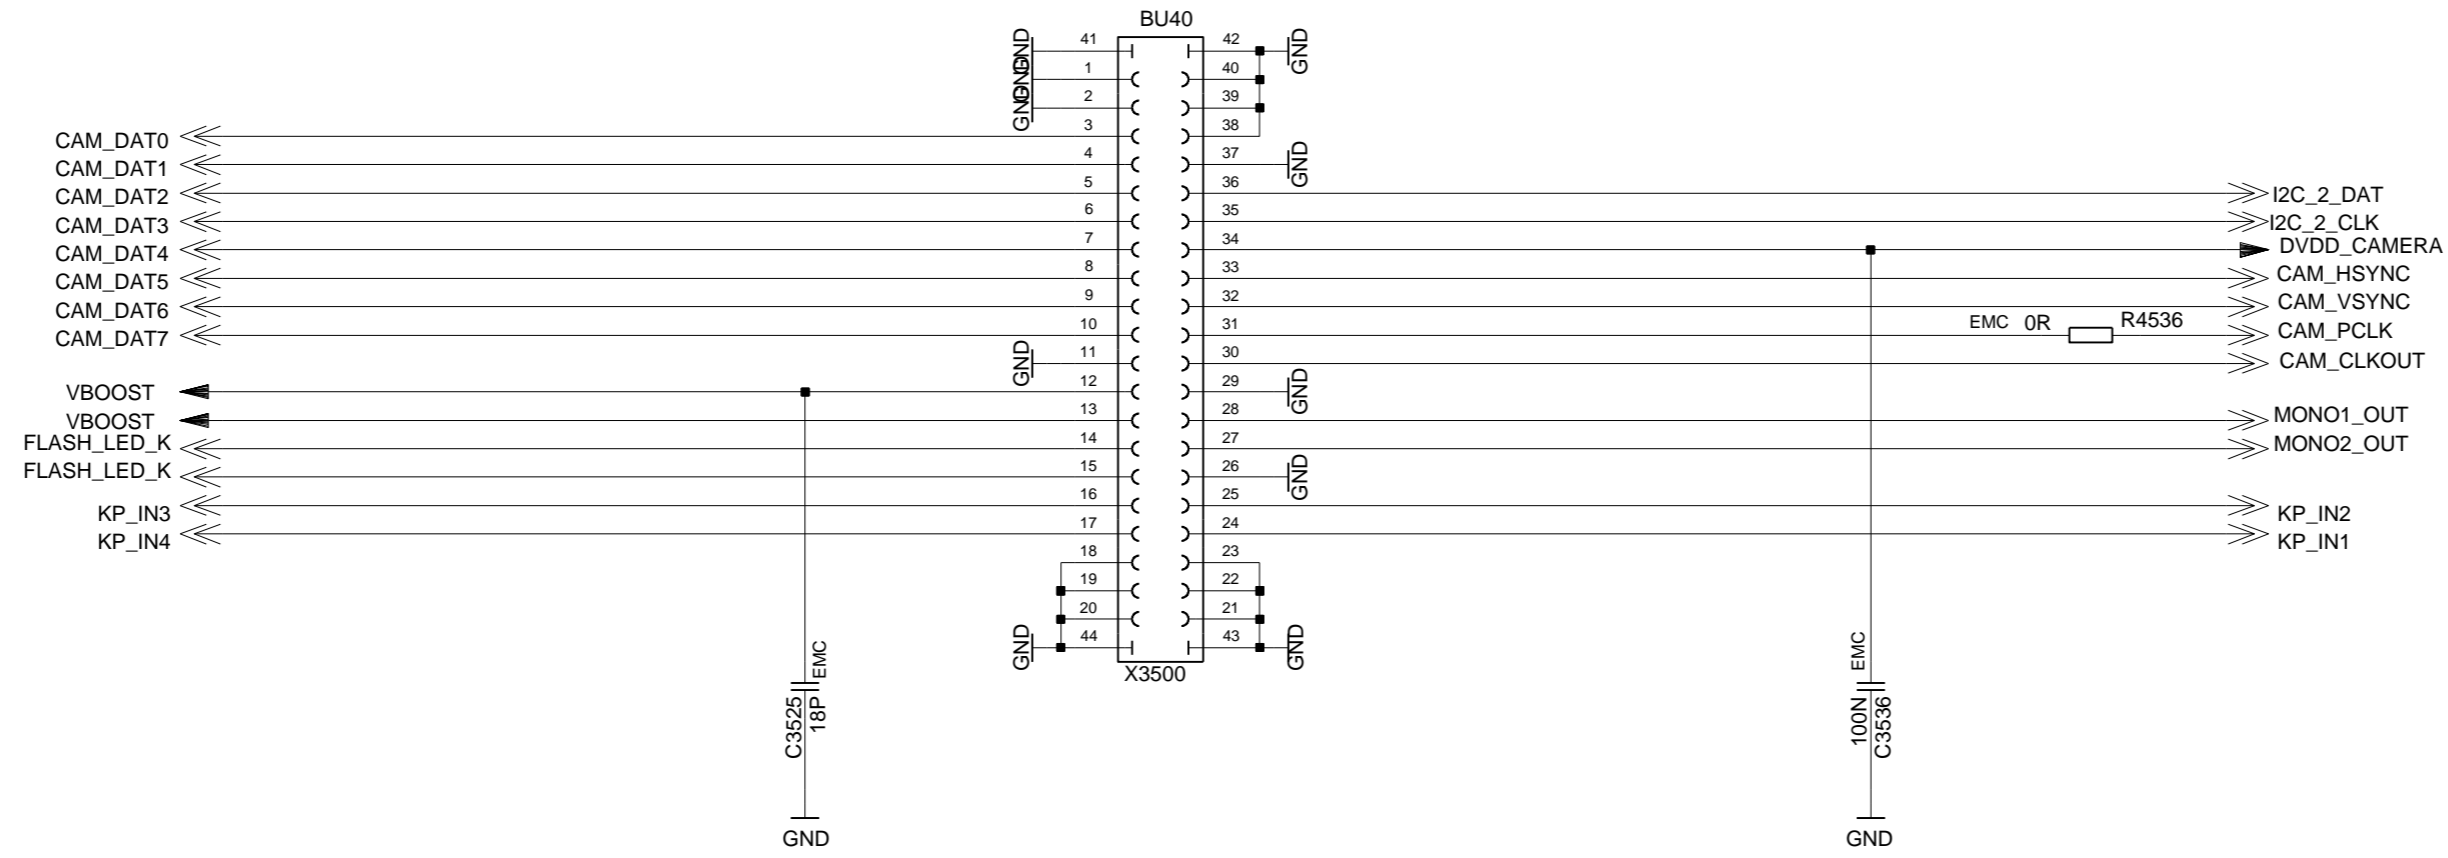 BU40
GND 41 42 GND
GND 1 40
GND 2 39
CAM_DAT0 3 38
CAM_DAT1 4 37 GND
CAM_DAT2 5 36 I2C_2_DAT
CAM_DAT3 6 35 I2C_2_CLK
CAM_DAT4 7 34 DVDD_CAMERA
CAM_DAT5 8 33 CAM_HSYNC
CAM_DAT6 9 32 CAM_VSYNC
CAM_DAT7 10 31 EMC 0R R4536 CAM_PCLK
GND 11 30 CAM_CLKOUT
VBOOST 12 29 GND
VBOOST 13 28 MONO1_OUT
FLASH_LED_K 14 27 MONO2_OUT
FLASH_LED_K 15 26 GND
KP_IN3 16 25 KP_IN2
KP_IN4 17 24 KP_IN1
18 23
19 22
20 21
GND 44 43 GND
X3500
C3525 18P EMC
100N C3536 EMC
GND GND